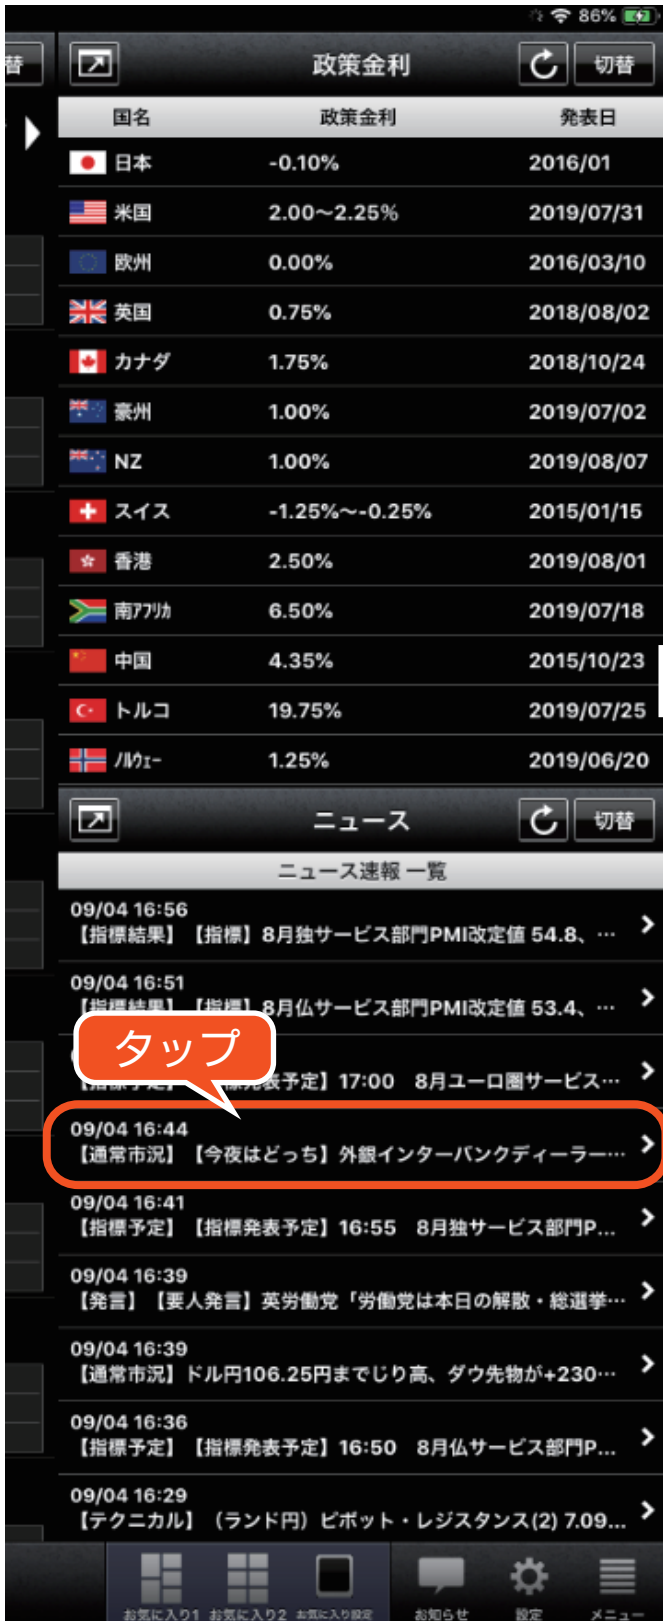 86%
替
政策金利
切替
国名 政策金利 発表日
日本 -0.10% 2016/01
米国 2.00～2.25% 2019/07/31
欧州 0.00% 2016/03/10
英国 0.75% 2018/08/02
カナダ 1.75% 2018/10/24
豪州 1.00% 2019/07/02
NZ 1.00% 2019/08/07
スイス -1.25%～-0.25% 2015/01/15
香港 2.50% 2019/08/01
南アフリカ 6.50% 2019/07/18
中国 4.35% 2015/10/23
トルコ 19.75% 2019/07/25
ノルウェー 1.25% 2019/06/20
ニュース
切替
ニュース速報 一覧
09/04 16:56
【指標結果】【指標】8月独サービス部門PMI改定値 54.8、…
09/04 16:51
【指標結果】【指標】8月仏サービス部門PMI改定値 53.4、…
タップ
表予定】17:00 8月ユーロ圏サービス…
09/04 16:44
【通常市況】【今夜はどっち】外銀インターバンクディーラー…
09/04 16:41
【指標予定】【指標発表予定】16:55 8月独サービス部門P...
09/04 16:39
【発言】【要人発言】英労働党「労働党は本日の解散・総選挙…
09/04 16:39
【通常市況】ドル円106.25円までじり高、ダウ先物が+230…
09/04 16:36
【指標予定】【指標発表予定】16:50 8月仏サービス部門P...
09/04 16:29
【テクニカル】（ランド円）ピボット・レジスタンス(2) 7.09...
お気に入り1 お気に入り2 お気に入り設定 お知らせ 設定 メニュー